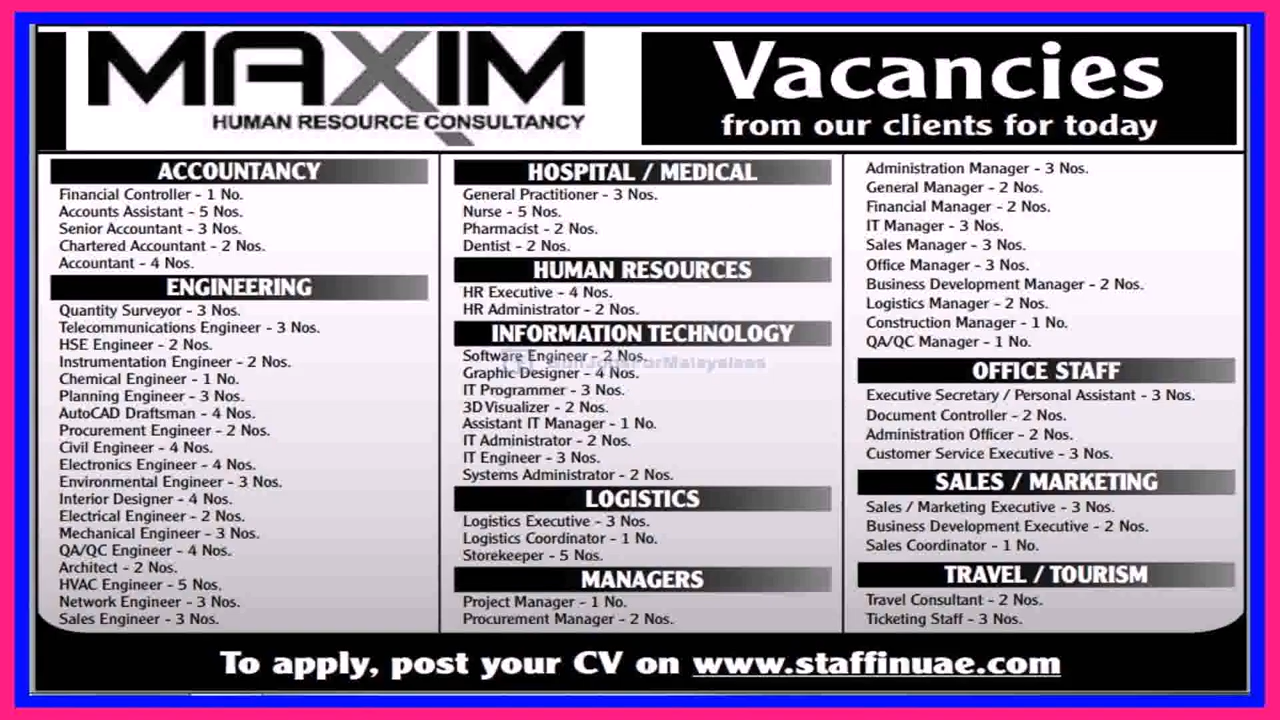 MAXIM
HUMAN RESOURCE CONSULTANCY
Vacancies
from our clients for today
ACCOUNTANCY
Financial Controller - 1 No.
Accounts Assistant - 5 Nos.
Senior Accountant - 3 Nos.
Chartered Accountant - 2 Nos.
Accountant - 4 Nos.
ENGINEERING
Quantity Surveyor - 3 Nos.
Telecommunications Engineer - 3 Nos.
HSE Engineer - 2 Nos.
Instrumentation Engineer - 2 Nos.
Chemical Engineer - 1 No.
Planning Engineer - 3 Nos.
AutoCAD Draftsman - 4 Nos.
Procurement Engineer - 2 Nos.
Civil Engineer - 4 Nos.
Electronics Engineer - 4 Nos.
Environmental Engineer - 3 Nos.
Interior Designer - 4 Nos.
Electrical Engineer - 2 Nos.
Mechanical Engineer - 3 Nos.
QA/QC Engineer - 4 Nos.
Architect - 2 Nos.
HVAC Engineer - 5 Nos.
Network Engineer - 3 Nos.
Sales Engineer - 3 Nos.
HOSPITAL / MEDICAL
General Practitioner - 3 Nos.
Nurse - 5 Nos.
Pharmacist - 2 Nos.
Dentist - 2 Nos.
HUMAN RESOURCES
HR Executive - 4 Nos.
HR Administrator - 2 Nos.
INFORMATION TECHNOLOGY
Software Engineer - 2 Nos.
Graphic Designer - 4 Nos.
IT Programmer - 3 Nos.
3D Visualizer - 2 Nos.
Assistant IT Manager - 1 No.
IT Administrator - 2 Nos.
IT Engineer - 3 Nos.
Systems Administrator - 2 Nos.
LOGISTICS
Logistics Executive - 3 Nos.
Logistics Coordinator - 1 No.
Storekeeper - 5 Nos.
MANAGERS
Project Manager - 1 No.
Procurement Manager - 2 Nos.
Administration Manager - 3 Nos.
General Manager - 2 Nos.
Financial Manager - 2 Nos.
IT Manager - 3 Nos.
Sales Manager - 3 Nos.
Office Manager - 3 Nos.
Business Development Manager - 2 Nos.
Logistics Manager - 2 Nos.
Construction Manager - 1 No.
QA/QC Manager - 1 No.
OFFICE STAFF
Executive Secretary / Personal Assistant - 3 Nos.
Document Controller - 2 Nos.
Administration Officer - 2 Nos.
Customer Service Executive - 3 Nos.
SALES / MARKETING
Sales / Marketing Executive - 3 Nos.
Business Development Executive - 2 Nos.
Sales Coordinator - 1 No.
TRAVEL / TOURISM
Travel Consultant - 2 Nos.
Ticketing Staff - 3 Nos.
To apply, post your CV on www.staffinuae.com